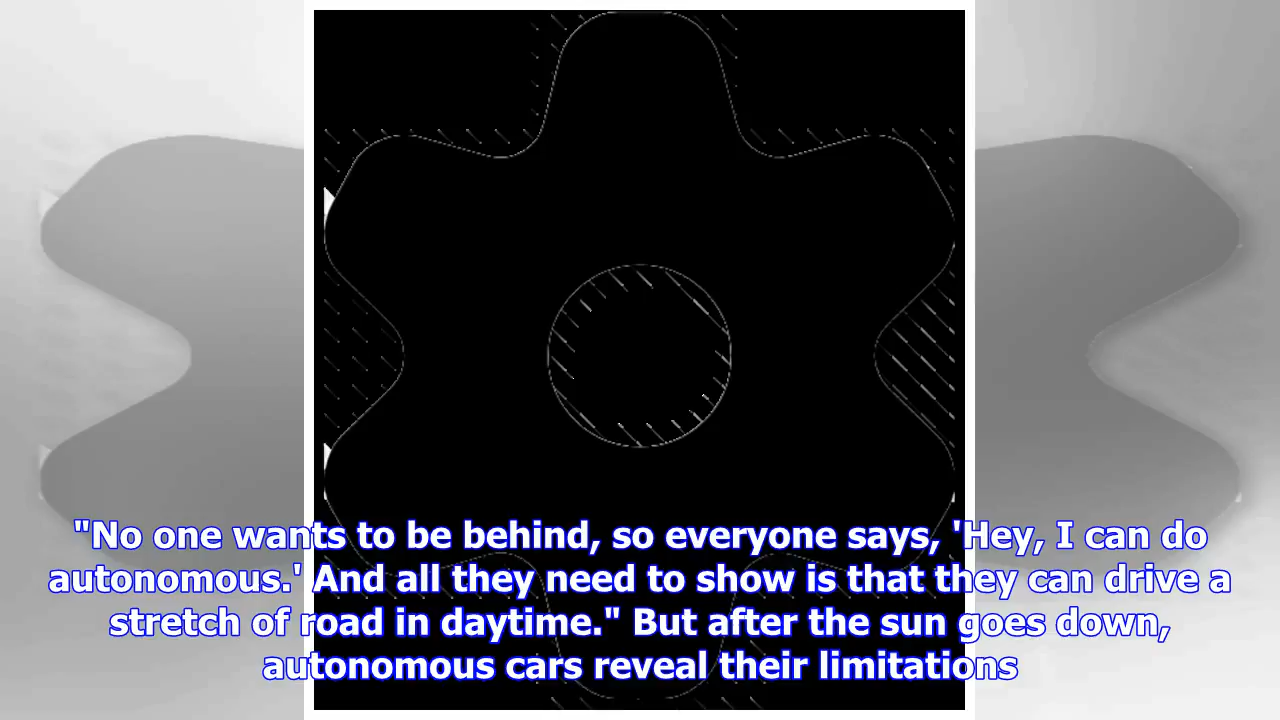 "No one wants to be behind, so everyone says, 'Hey, I can do
autonomous.' And all they need to show is that they can drive a
stretch of road in daytime." But after the sun goes down,
autonomous cars reveal their limitations